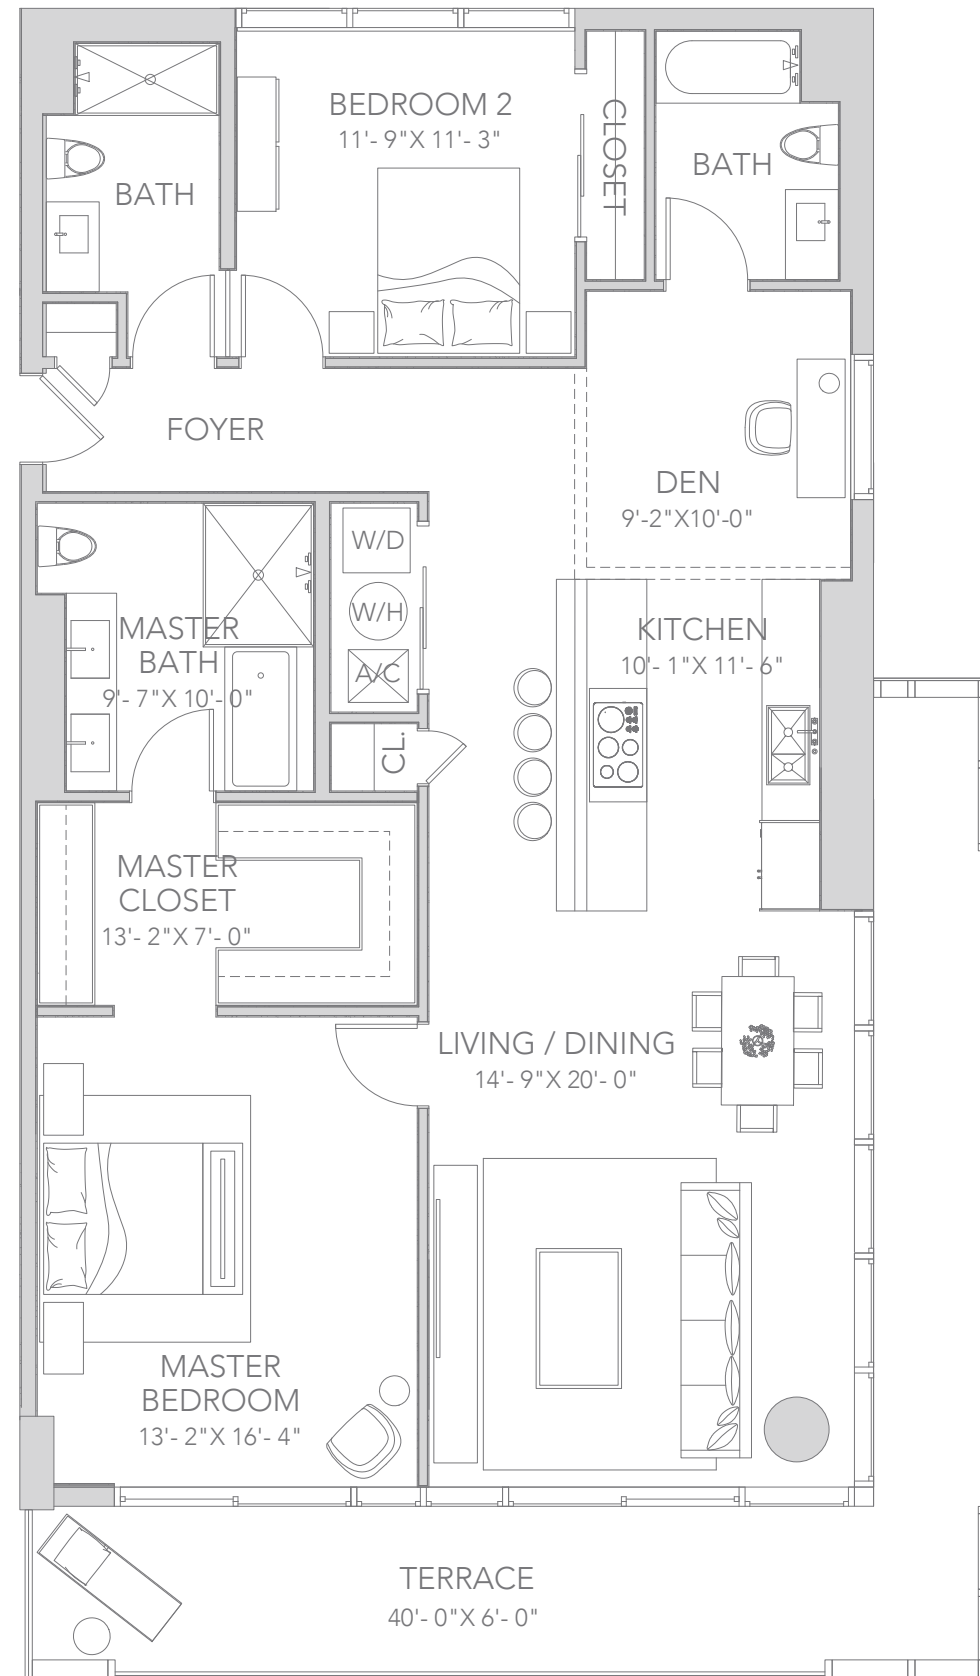 BEDROOM 2
11'- 9"X 11'- 3"
CLOSET
BATH
BATH
FOYER
DEN
9'-2"X10'-0"
W/D
W/H
A/C
MASTER
BATH
9'- 7"X 10'- 0"
KITCHEN
10'- 1"X 11'- 6"
CL.
MASTER
CLOSET
13'- 2"X 7'- 0"
LIVING / DINING
14'- 9"X 20'- 0"
MASTER
BEDROOM
13'- 2"X 16'- 4"
TERRACE
40'- 0"X 6'- 0"